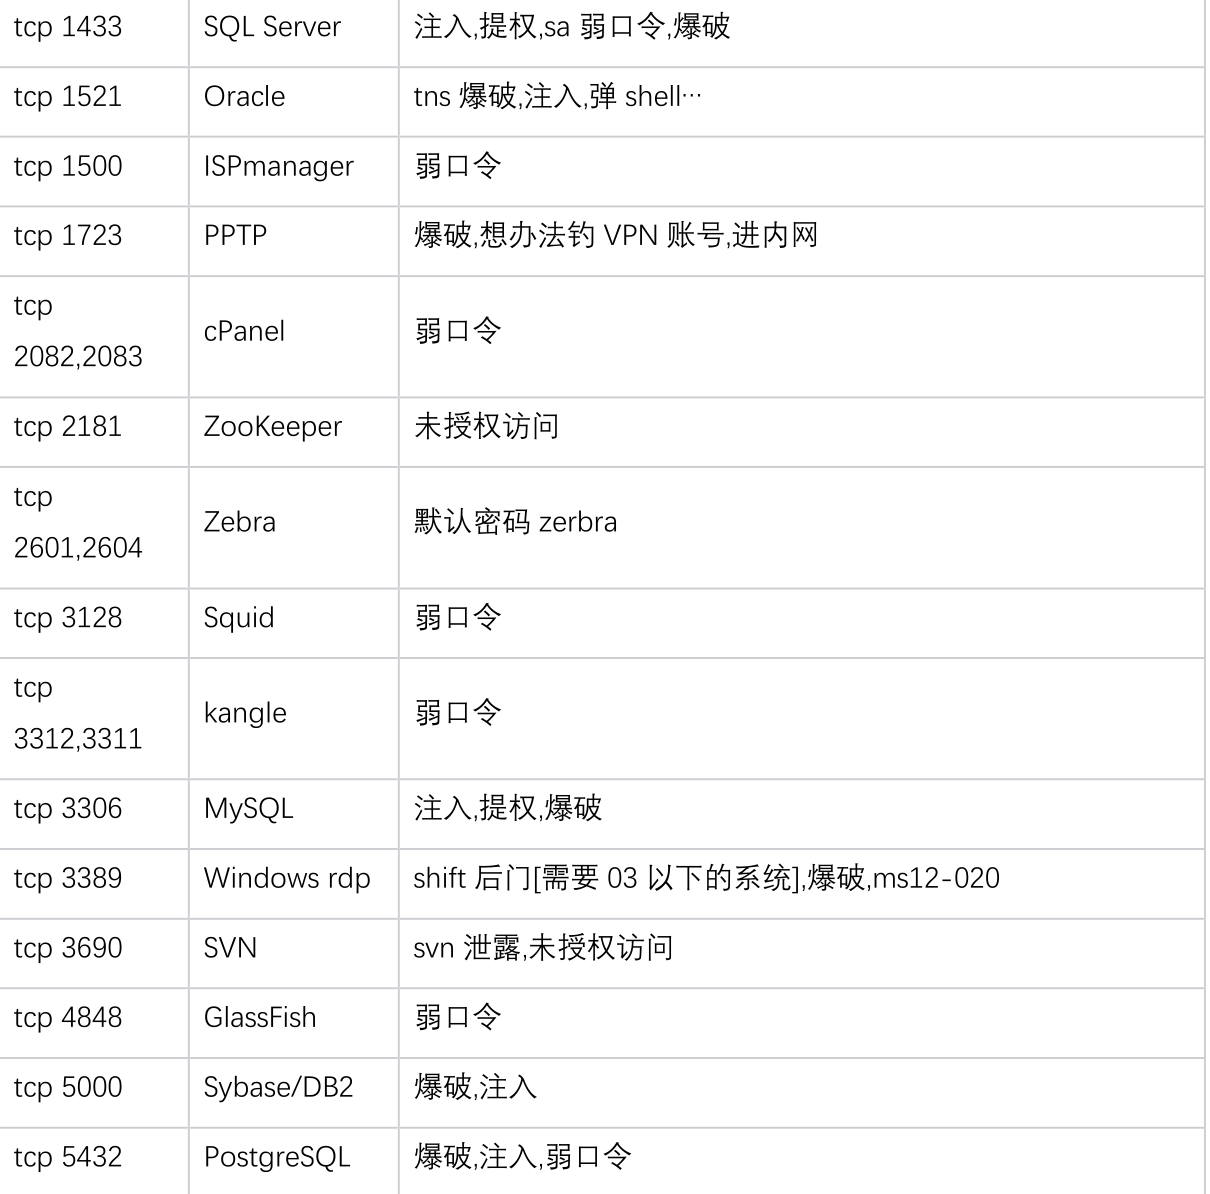 tcp 1433 SQL Server 注入,提权,sa 弱口令,爆破
tcp 1521 Oracle tns 爆破,注入,弹 shell…
tcp 1500 ISPmanager 弱口令
tcp 1723 PPTP 爆破,想办法钓 VPN 账号,进内网
tcp
2082,2083
cPanel 弱口令
tcp 2181 ZooKeeper 未授权访问
tcp
2601,2604
Zebra 默认密码 zerbra
tcp 3128 Squid 弱口令
tcp
3312,3311
kangle 弱口令
tcp 3306 MySQL 注入,提权,爆破
tcp 3389 Windows rdp shift 后门[需要 03 以下的系统],爆破,ms12-020
tcp 3690 SVN svn 泄露,未授权访问
tcp 4848 GlassFish 弱口令
tcp 5000 Sybase/DB2 爆破,注入
tcp 5432 PostgreSQL 爆破,注入,弱口令